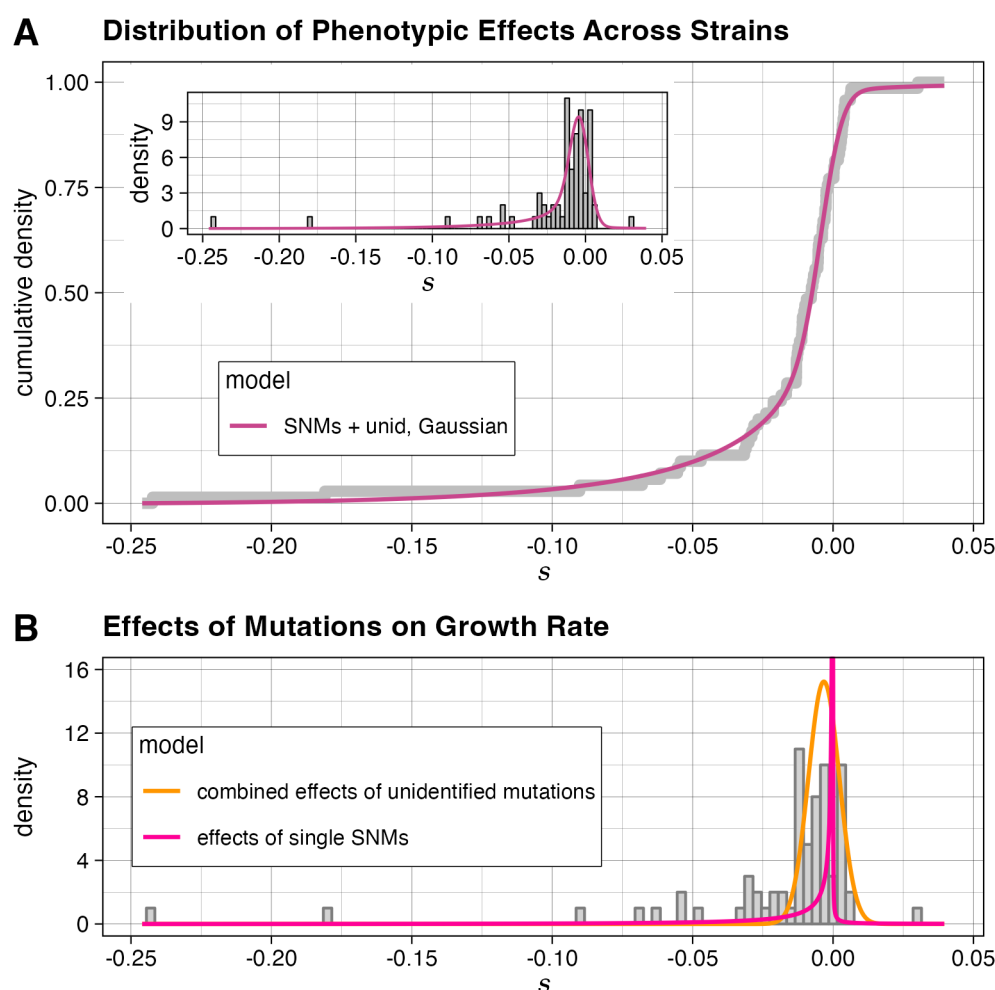 A Distribution of Phenotypic Effects Across Strains
cumulative density
1.00
0.75
0.50
0.25
0.00
density
9
6
3
0
-0.25 -0.20 -0.15 -0.10 -0.05 0.00 0.05
s
model
SNMs + unid, Gaussian
-0.25 -0.20 -0.15 -0.10 -0.05 0.00 0.05
s
B Effects of Mutations on Growth Rate
density
16
12
8
4
0
model
combined effects of unidentified mutations
effects of single SNMs
-0.25 -0.20 -0.15 -0.10 -0.05 0.00 0.05
s